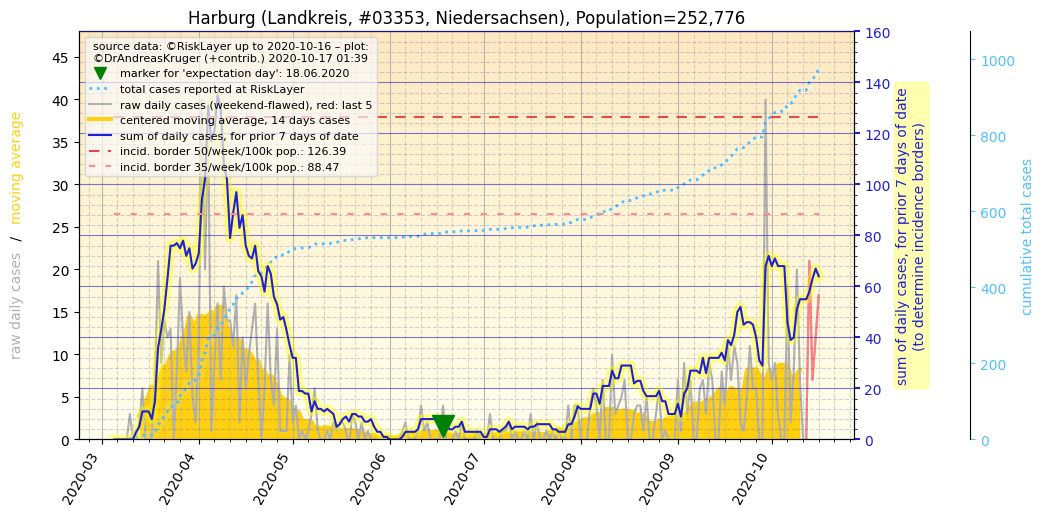 Harburg (Landkreis, #03353, Niedersachsen), Population=252,776
source data: ©RiskLayer up to 2020-10-16 – plot:
©DrAndreasKruger (+contrib.) 2020-10-17 01:39
marker for 'expectation day': 18.06.2020
total cases reported at RiskLayer
raw daily cases (weekend-flawed), red: last 5
centered moving average, 14 days cases
sum of daily cases, for prior 7 days of date
incid. border 50/week/100k pop.: 126.39
incid. border 35/week/100k pop.: 88.47
raw daily cases / moving average
45
40
35
30
25
20
15
10
5
0
2020-03
2020-04
2020-05
2020-06
2020-07
2020-08
2020-09
2020-10
160
140
120
100
80
60
40
20
0
sum of daily cases, for prior 7 days of date
(to determine incidence borders)
1000
800
600
400
200
0
cumulative total cases